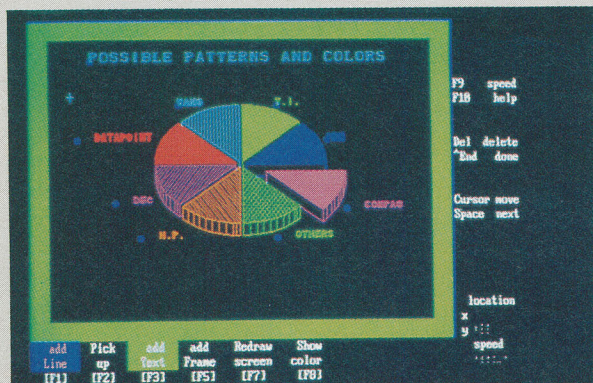 POSSIBLE PATTERNS AND COLORS
WANG
T.I.
DATAPOINT
DEC
COMPAQ
H.P.
OTHERS
F9 speed
F10 help
Del delete
^End done
Cursor move
Space next
location
x
y
speed
add Line [F1]
Pick up [F2]
add Text [F3]
add Frame [F5]
Redraw screen [F7]
Show color [F8]